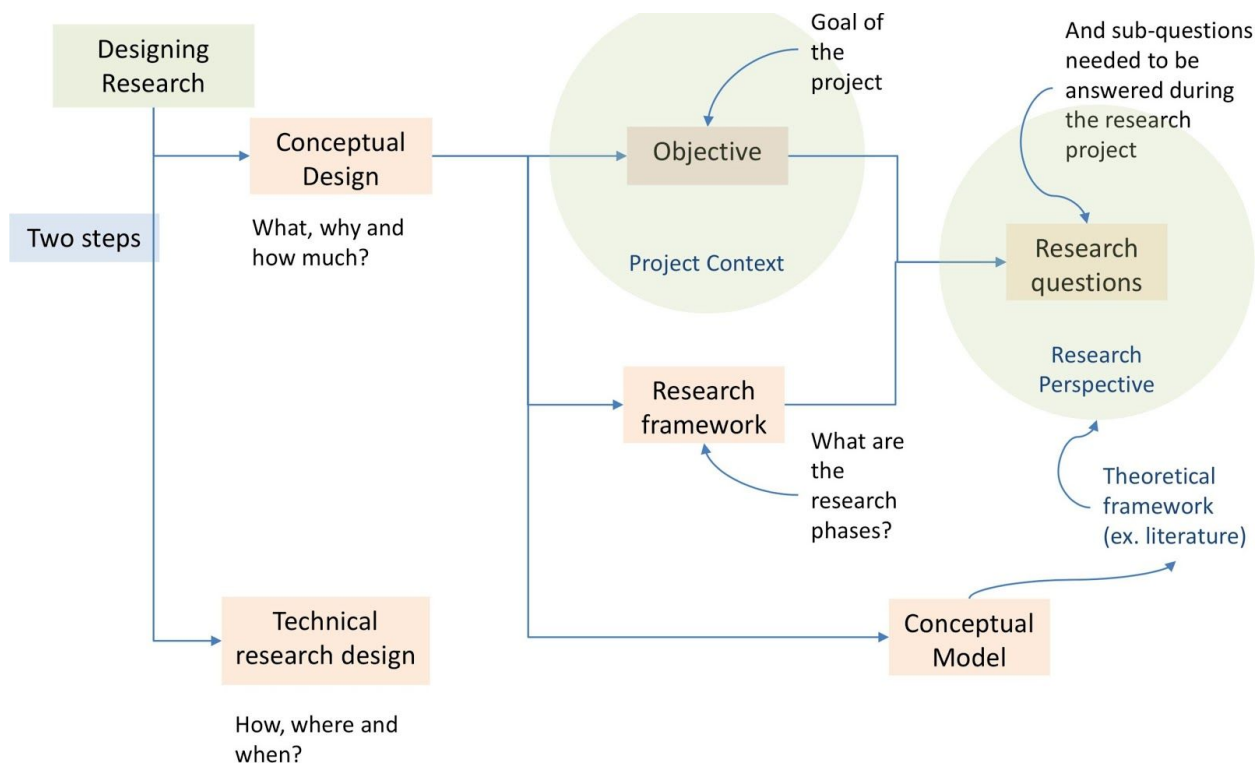 Designing
Research
Two steps
Conceptual
Design
What, why and
how much?
Goal of
the
project
Objective
Project Context
And sub-questions
needed to be
answered during
the research
project
Research
questions
Research
Perspective
Research
framework
What are
the
research
phases?
Theoretical
framework
(ex. literature)
Technical
research design
How, where and
when?
Conceptual
Model